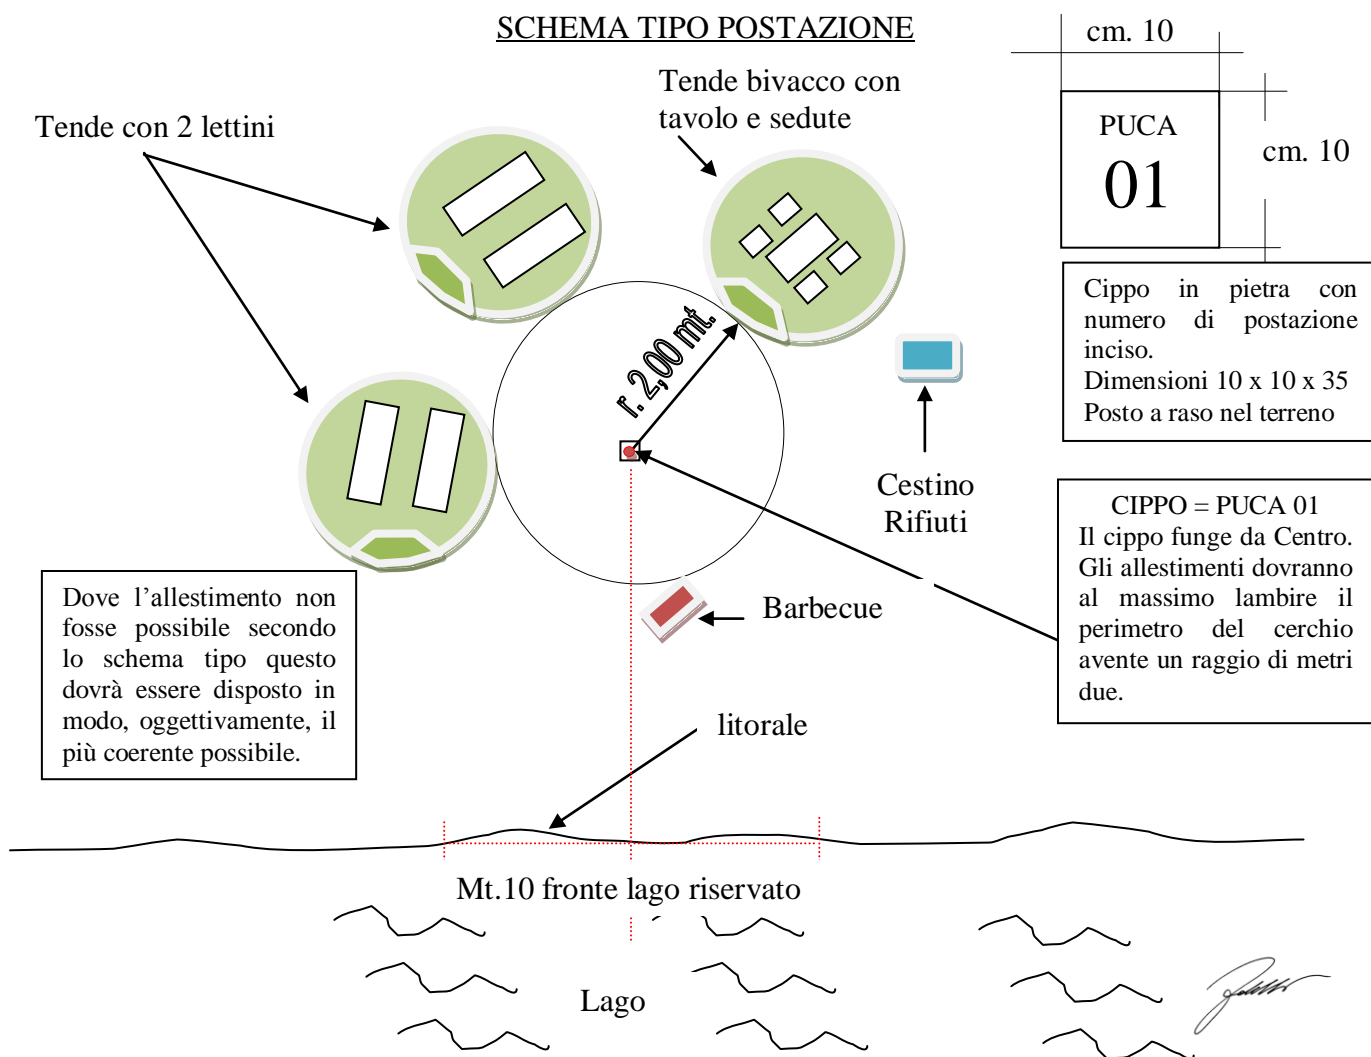 SCHEMA TIPO POSTAZIONE
cm. 10
Tende bivacco con
tavolo e sedute
Tende con 2 lettini
PUCA
01
cm. 10
r. 2,00 mt.
Cippo in pietra con
numero di postazione
inciso.
Dimensioni 10 x 10 x 35
Posto a raso nel terreno
Cestino
Rifiuti
CIPPO = PUCA 01
Il cippo funge da Centro.
Gli allestimenti dovranno
al massimo lambire il
perimetro del cerchio
avente un raggio di metri
due.
Dove l’allestimento non
fosse possibile secondo
lo schema tipo questo
dovrà essere disposto in
modo, oggettivamente, il
più coerente possibile.
Barbecue
litorale
Mt.10 fronte lago riservato
Lago